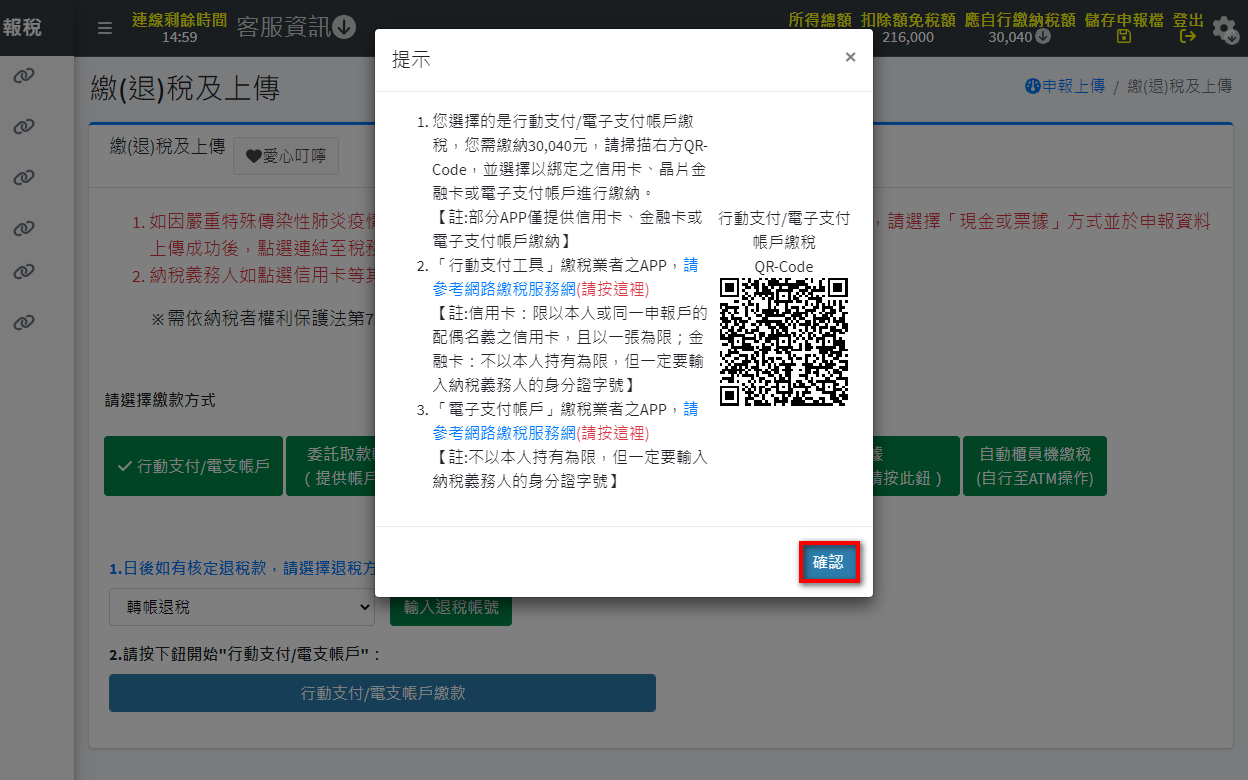 報稅
連線剩餘時間
14:59
客服資訊
所得總額
扣除額免稅額
216,000
應自行繳納稅額
30,040
儲存申報檔
登出
繳(退)稅及上傳
申報上傳 / 繳(退)稅及上傳
繳(退)稅及上傳
愛心叮嚀
1. 如因嚴重特殊傳染性肺炎疫情
，請選擇「現金或票據」方式並於申報資料
上傳成功後，點選連結至稅務
2. 納稅義務人如點選信用卡等其
※需依納稅者權利保護法第7
請選擇繳款方式
行動支付/電支帳戶
委託取款
（提供帳戶
據
請按此鈕）
自動櫃員機繳稅
(自行至ATM操作)
1.日後如有核定退稅款，請選擇退稅方
轉帳退稅
輸入退稅帳號
2.請按下鈕開始"行動支付/電支帳戶"：
行動支付/電支帳戶繳款
提示
×
1. 您選擇的是行動支付/電子支付帳戶繳
稅，您需繳納30,040元，請掃描右方QR-
Code，並選擇以綁定之信用卡、晶片金
融卡或電子支付帳戶進行繳納。
【註:部分APP僅提供信用卡、金融卡或
電子支付帳戶繳納】
2. 「行動支付工具」繳稅業者之APP，請
參考網路繳稅服務網(請按這裡)
【註:信用卡：限以本人或同一申報戶的
配偶名義之信用卡，且以一張為限；金
融卡：不以本人持有為限，但一定要輸
入納稅義務人的身分證字號】
3. 「電子支付帳戶」繳稅業者之APP，請
參考網路繳稅服務網(請按這裡)
【註:不以本人持有為限，但一定要輸入
納稅義務人的身分證字號】
行動支付/電子支付
帳戶繳稅
QR-Code
確認